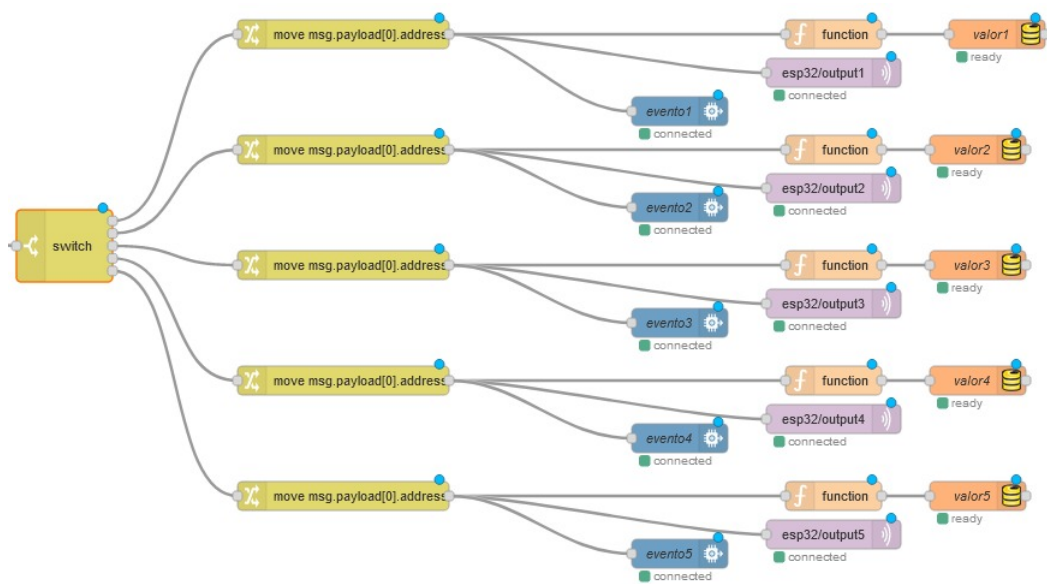 move msg.payload[0].address
function
valor1
ready
esp32/output1
connected
evento1
connected
move msg.payload[0].address
function
valor2
ready
esp32/output2
connected
evento2
connected
switch
move msg.payload[0].address
function
valor3
ready
esp32/output3
connected
evento3
connected
move msg.payload[0].address
function
valor4
ready
esp32/output4
connected
evento4
connected
move msg.payload[0].address
function
valor5
ready
esp32/output5
connected
evento5
connected